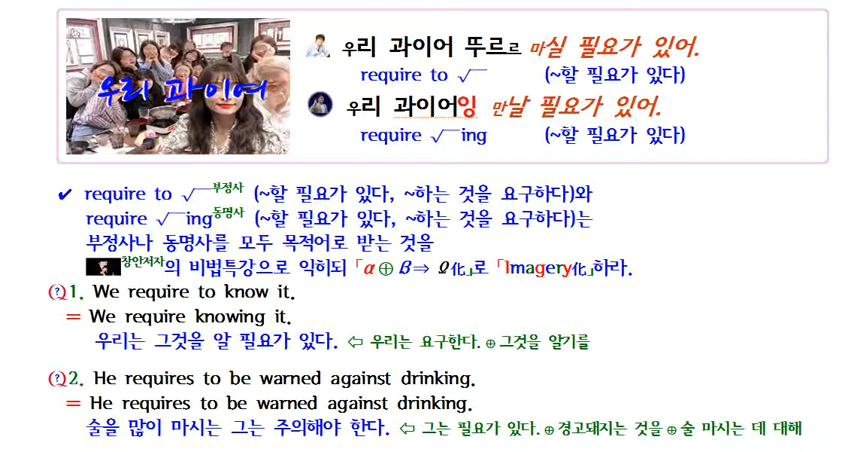 우리 과이어
우리 과이어 뚜르르 마실 필요가 있어.
require to √ (~할 필요가 있다)
우리 과이어잉 만날 필요가 있어.
require √ing (~할 필요가 있다)
✔ require to √부정사 (~할 필요가 있다, ~하는 것을 요구하다)와
require √ing동명사 (~할 필요가 있다, ~하는 것을 요구하다)는
부정사나 동명사를 모두 목적어로 받는 것을
창안저자의 비법특강으로 익히되 「α⊕β⇒ℓ化」로 「Imagery化」하라.
Q1. We require to know it.
= We require knowing it.
우리는 그것을 알 필요가 있다. ⇦ 우리는 요구한다.⊕그것을 알기를
Q2. He requires to be warned against drinking.
= He requires to be warned against drinking.
술을 많이 마시는 그는 주의해야 한다. ⇦ 그는 필요가 있다.⊕경고돼지는 것을⊕술 마시는 데 대해